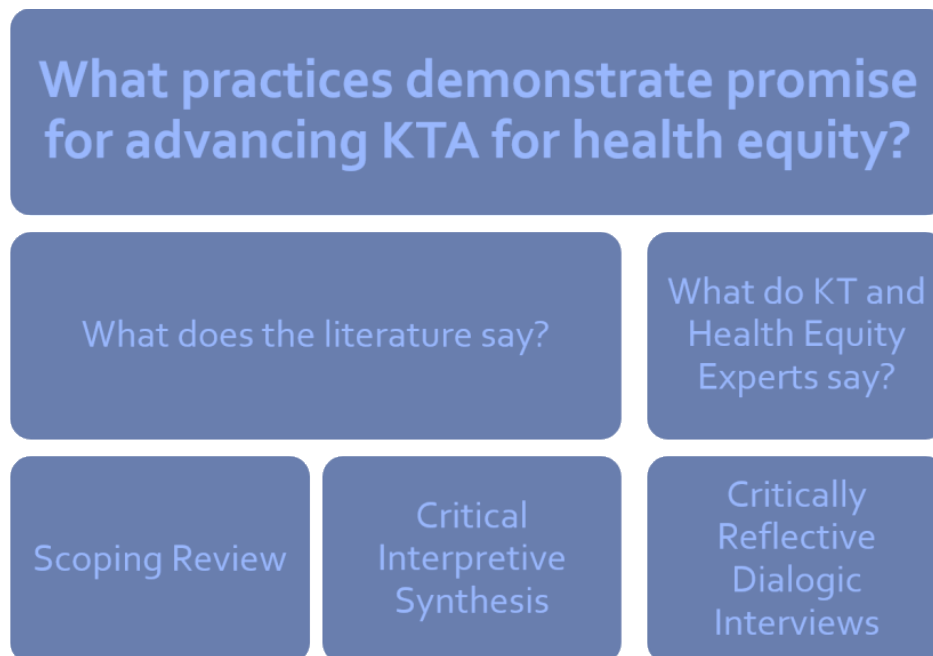 What practices demonstrate promise
for advancing KTA for health equity?
What does the literature say?
What do KT and
Health Equity
Experts say?
Scoping Review
Critical
Interpretive
Synthesis
Critically
Reflective
Dialogic
Interviews